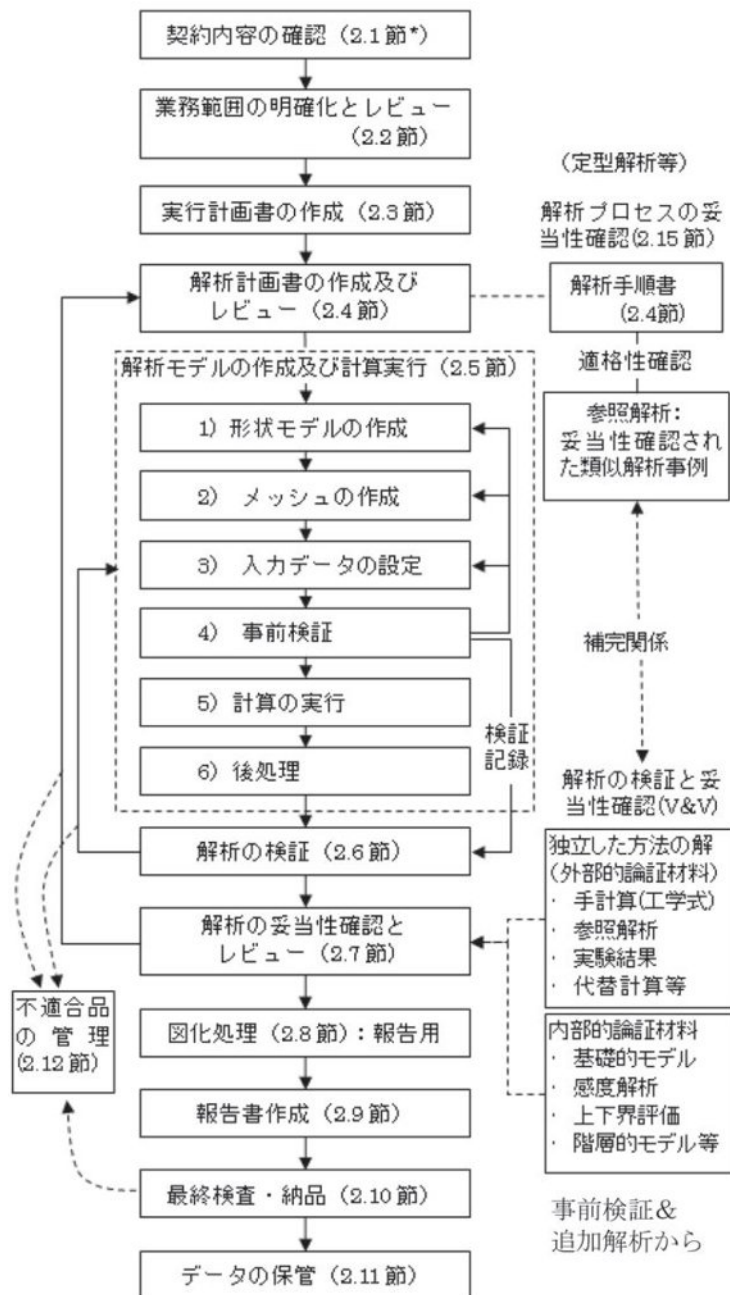 契約内容の確認（2.1節*）
業務範囲の明確化とレビュー
（2.2節）
実行計画書の作成（2.3節）
解析計画書の作成及び
レビュー（2.4節）
（定型解析等）
解析プロセスの妥
当性確認(2.15節）
解析手順書
（2.4節）
適格性確認
参照解析：
妥当性確認され
た類似解析事例
解析モデルの作成及び計算実行（2.5節）
1）形状モデルの作成
2） メッシュの作成
3） 入力データの設定
4） 事前検証
5）計算の実行
6）後処理
検証
記録
補完関係
解析の検証と妥
当性確認(V&V)
解析の検証（2.6節）
解析の妥当性確認と
レビュー（2.7節）
独立した方法の解
（外部的論証材料）
・ 手計算(工学式)
・ 参照解析
・ 実験結果
・ 代替計算等
内部的論証材料
・ 基礎的モデル
・ 感度解析
・ 上下界評価
・ 階層的モデル等
事前検証&
追加解析から
不適合品
の管理
(2.12節）
図化処理（2.8節）：報告用
報告書作成（2.9節）
最終検査・納品（2.10節）
データの保管（2.11節）